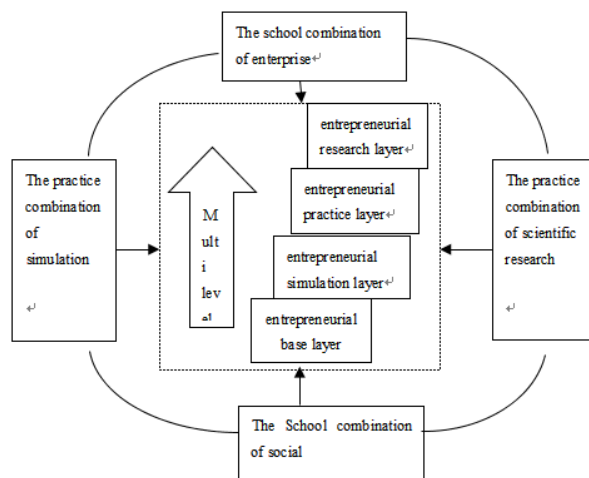 The school combination
of enterprise↵
entrepreneurial
research layer↵
The practice
combination
of
simulation
↵
M
ult
i
lev
el
entrepreneurial
practice layer↵
entrepreneurial
simulation layer↵
entrepreneurial
base layer
The practice
combination
of scientific
research
↵
The School combination
of social